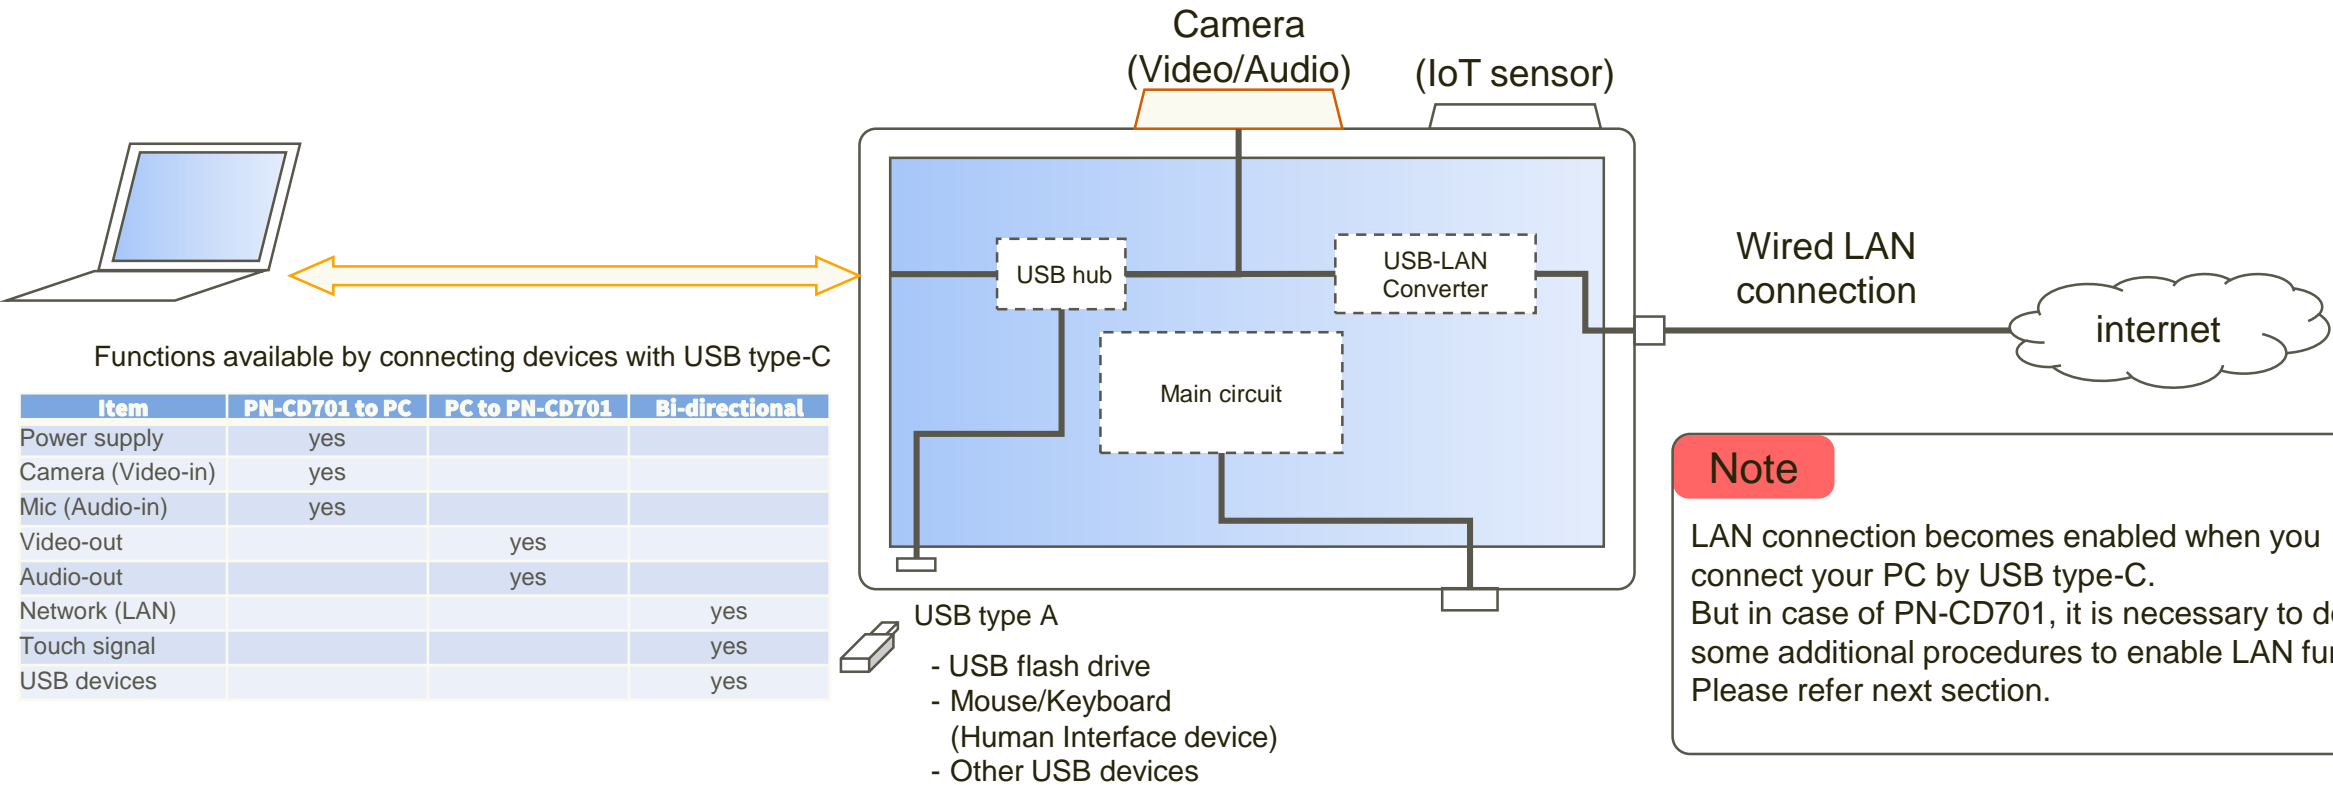 Camera
(Video/Audio)
(IoT sensor)
USB hub
USB-LAN
Converter
Main circuit
Wired LAN
connection
internet
Functions available by connecting devices with USB type-C
Item PN-CD701 to PC PC to PN-CD701 Bi-directional
Power supply yes
Camera (Video-in) yes
Mic (Audio-in) yes
Video-out yes
Audio-out yes
Network (LAN) yes
Touch signal yes
USB devices yes
USB type A
- USB flash drive
- Mouse/Keyboard
(Human Interface device)
- Other USB devices
Note
LAN connection becomes enabled when you
connect your PC by USB type-C.
But in case of PN-CD701, it is necessary to
some additional procedures to enable LAN
Please refer next section.